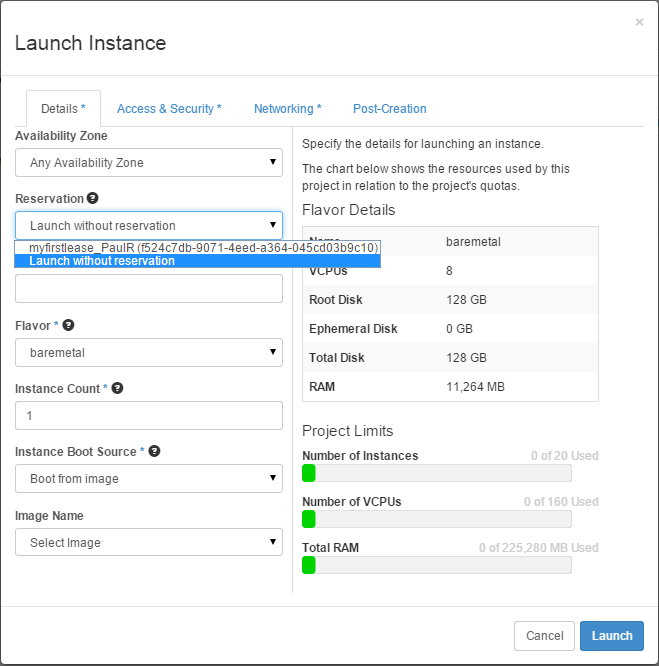 ×
Launch Instance
Details *
Access & Security *
Networking *
Post-Creation
Availability Zone
Any Availability Zone
Reservation ?
Launch without reservation
myfirstlease_PaulR (f524c7db-9071-4eed-a364-045cd03b9c10)
Launch without reservation
Flavor * ?
baremetal
Instance Count * ?
1
Instance Boot Source * ?
Boot from image
Image Name
Select Image
Specify the details for launching an instance.
The chart below shows the resources used by this
project in relation to the project's quotas.
Flavor Details
Name baremetal
VCPUs 8
Root Disk 128 GB
Ephemeral Disk 0 GB
Total Disk 128 GB
RAM 11,264 MB
Project Limits
Number of Instances 0 of 20 Used
Number of VCPUs 0 of 160 Used
Total RAM 0 of 225,280 MB Used
Cancel
Launch